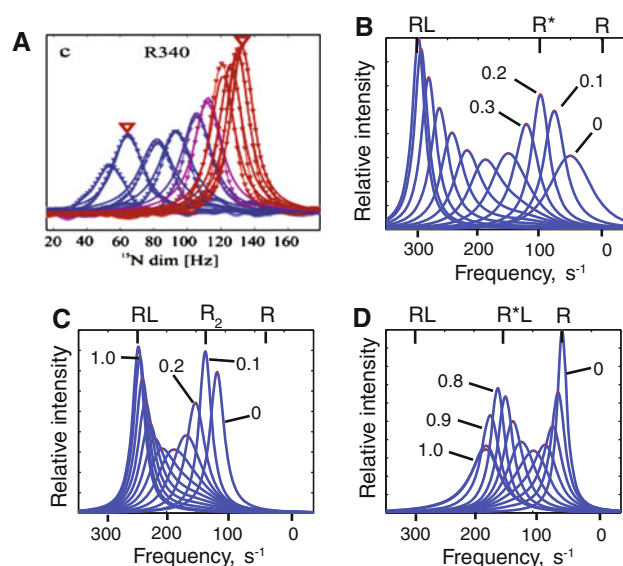 A
c
R340
20 40 60 80 100 120 140 160
¹⁵N dim [Hz]
B
RL R* R
0.2
0.1
0.3
0
Relative intensity
300 200 100 0
Frequency, s⁻¹
C
RL R₂ R
1.0
0.2
0.1
0
Relative intensity
300 200 100 0
Frequency, s⁻¹
D
RL R*L R
0
0.8
0.9
1.0
Relative intensity
300 200 100 0
Frequency, s⁻¹